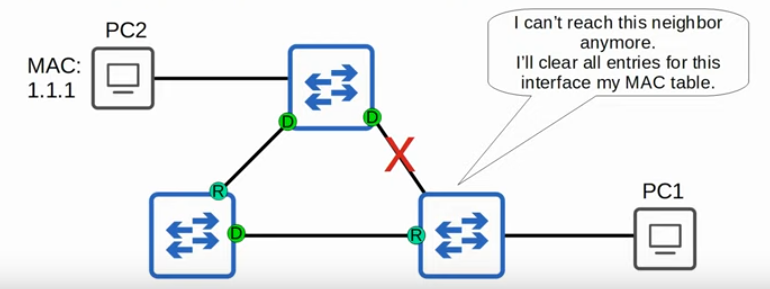 I can't reach this neighbor
anymore.
I'll clear all entries for this
interface my MAC table.
PC2
MAC:
1.1.1
D
D
X
R
D
R
PC1